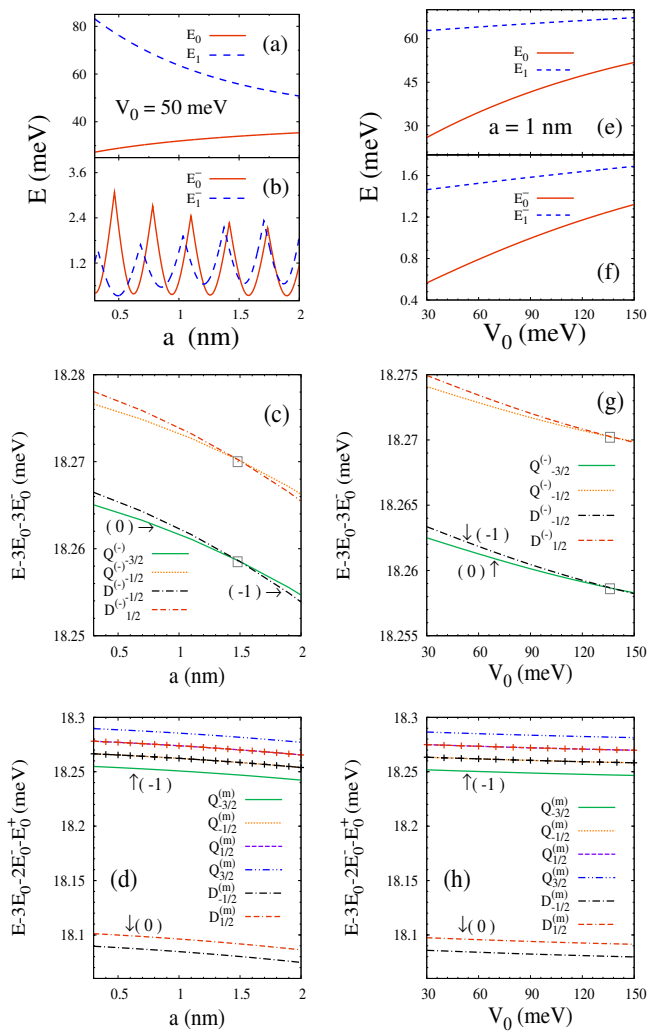 80
60
40
E (meV)
E₀
E₁
(a)
V₀ = 50 meV
3.6
2.4
1.2
E₀⁻
E₁⁻
(b)
0.5 1 1.5 2
a (nm)
60
45
30
E (meV)
E₀
E₁
a = 1 nm (e)
1.6
1.2
0.8
0.4
E₀⁻
E₁⁻
(f)
30 60 90 120 150
V₀ (meV)
18.28
18.27
18.26
18.25
E-3E₀-3E₀⁻ (meV)
(c)
(0)→
(-1)→
Q⁽⁻⁾-3/2
Q⁽⁻⁾-1/2
D⁽⁻⁾-1/2
D⁽⁻⁾1/2
0.5 1 1.5 2
a (nm)
18.275
18.27
18.265
18.26
18.255
E-3E₀-3E₀⁻ (meV)
(g)
Q⁽⁻⁾-3/2
Q⁽⁻⁾-1/2
D⁽⁻⁾-1/2
D⁽⁻⁾1/2
↓(-1)
(0)↑
30 60 90 120 150
V₀ (meV)
18.3
18.25
18.2
18.15
18.1
E-3E₀-2E₀⁻-E₀⁺ (meV)
↑(-1)
Q⁽ᵐ⁾-3/2
Q⁽ᵐ⁾-1/2
Q⁽ᵐ⁾1/2
Q⁽ᵐ⁾3/2
D⁽ᵐ⁾-1/2
D⁽ᵐ⁾1/2
(d)
↓(0)
0.5 1 1.5 2
a (nm)
18.3
18.25
18.2
18.15
18.1
E-3E₀-2E₀⁻-E₀⁺ (meV)
↑(-1)
Q⁽ᵐ⁾-3/2
Q⁽ᵐ⁾-1/2
Q⁽ᵐ⁾1/2
Q⁽ᵐ⁾3/2
D⁽ᵐ⁾-1/2
D⁽ᵐ⁾1/2
(h)
↓(0)
30 60 90 120 150
V₀ (meV)